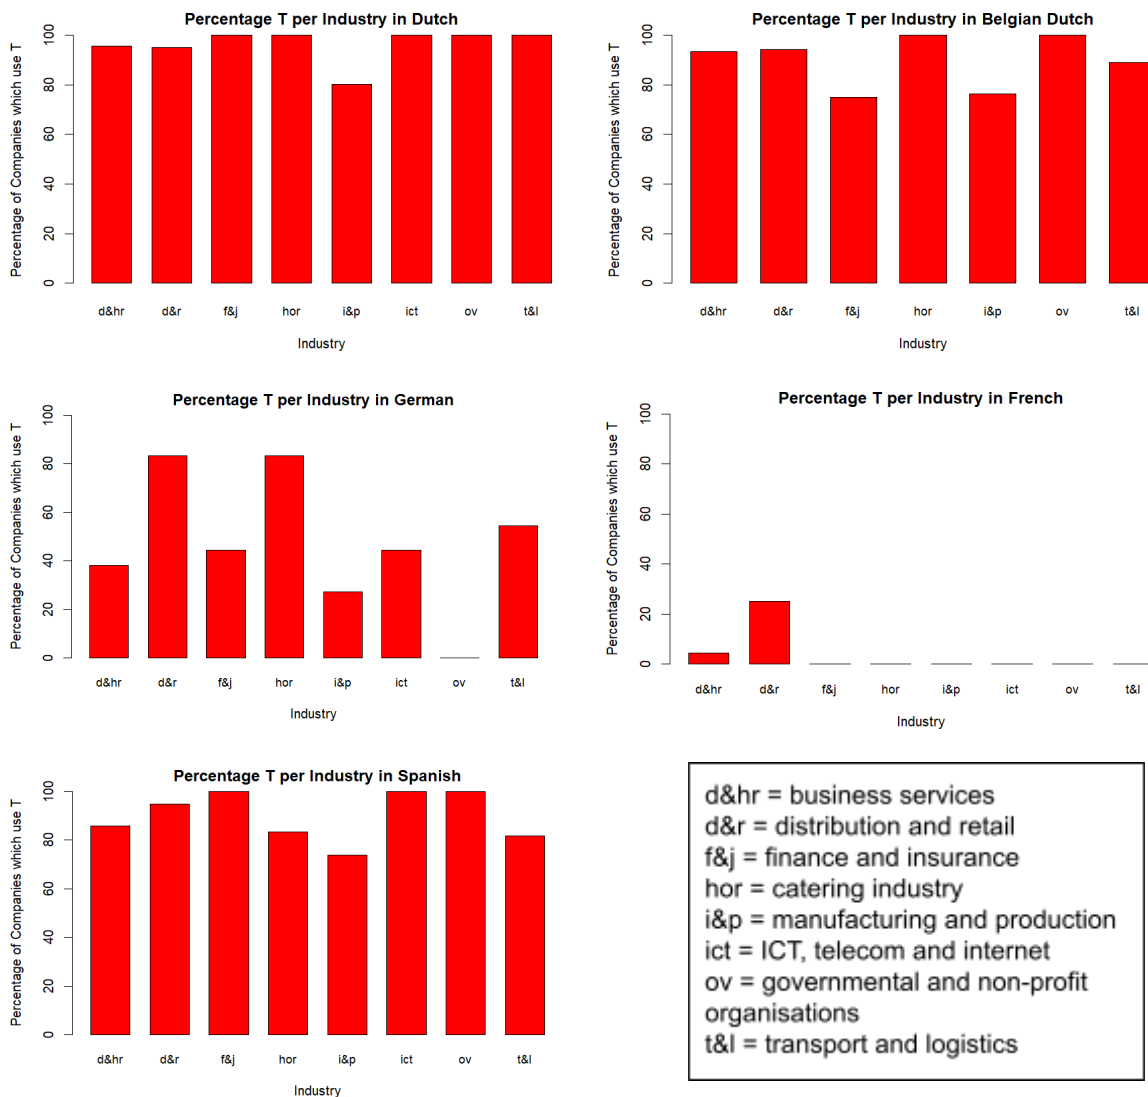 Percentage T per Industry in Dutch
Percentage of Companies which use T
0 20 40 60 80 100
d&hr d&r f&j hor i&p ict ov t&l
Industry
Percentage T per Industry in Belgian Dutch
Percentage of Companies which use T
0 20 40 60 80 100
d&hr d&r f&j hor i&p ov t&l
Industry
Percentage T per Industry in German
Percentage of Companies which use T
0 20 40 60 80 100
d&hr d&r f&j hor i&p ict ov t&l
Industry
Percentage T per Industry in French
Percentage of Companies which use T
0 20 40 60 80 100
d&hr d&r f&j hor i&p ict ov t&l
Industry
Percentage T per Industry in Spanish
Percentage of Companies which use T
0 20 40 60 80 100
d&hr d&r f&j hor i&p ict ov t&l
Industry
d&hr = business services
d&r = distribution and retail
f&j = finance and insurance
hor = catering industry
i&p = manufacturing and production
ict = ICT, telecom and internet
ov = governmental and non-profit
organisations
t&l = transport and logistics